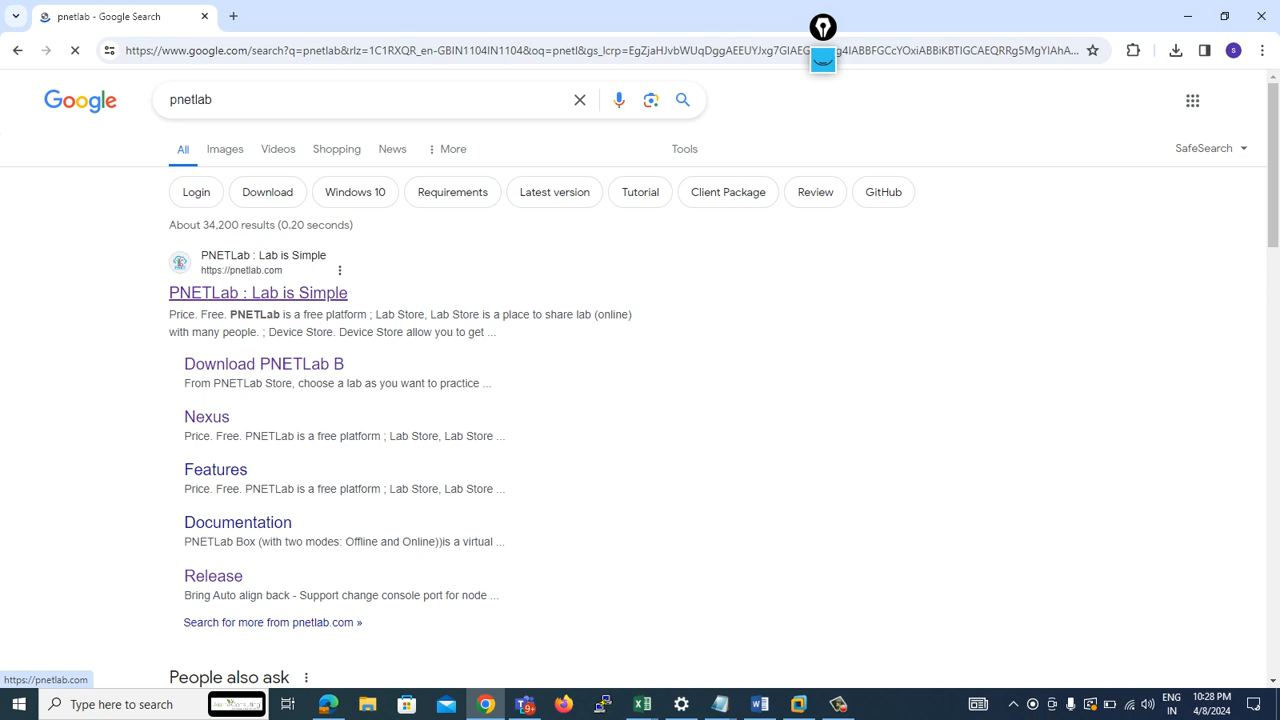 pnetlab - Google Search
https://www.google.com/search?q=pnetlab&rlz=1C1RXQR_en-GBIN1104IN1104&oq=pnetl&gs_lcrp=
S
Google
pnetlab
All Images Videos Shopping News More Tools SafeSearch
Login Download Windows 10 Requirements Latest version Tutorial Client Package Review GitHub
About 34,200 results (0.20 seconds)
PNETLab : Lab is Simple
https://pnetlab.com
PNETLab : Lab is Simple
Price. Free. PNETLab is a free platform ; Lab Store, Lab Store is a place to share lab (online)
with many people. ; Device Store. Device Store allow you to get ...
Download PNETLab B
From PNETLab Store, choose a lab as you want to practice ...
Nexus
Price. Free. PNETLab is a free platform ; Lab Store, Lab Store ...
Features
Price. Free. PNETLab is a free platform ; Lab Store, Lab Store ...
Documentation
PNETLab Box (with two modes: Offline and Online))is a virtual ...
Release
Bring Auto align back - Support change console port for node ...
Search for more from pnetlab.com »
People also ask
https://pnetlab.com
Type here to search
ENG 10:28 PM
IN 4/8/2024